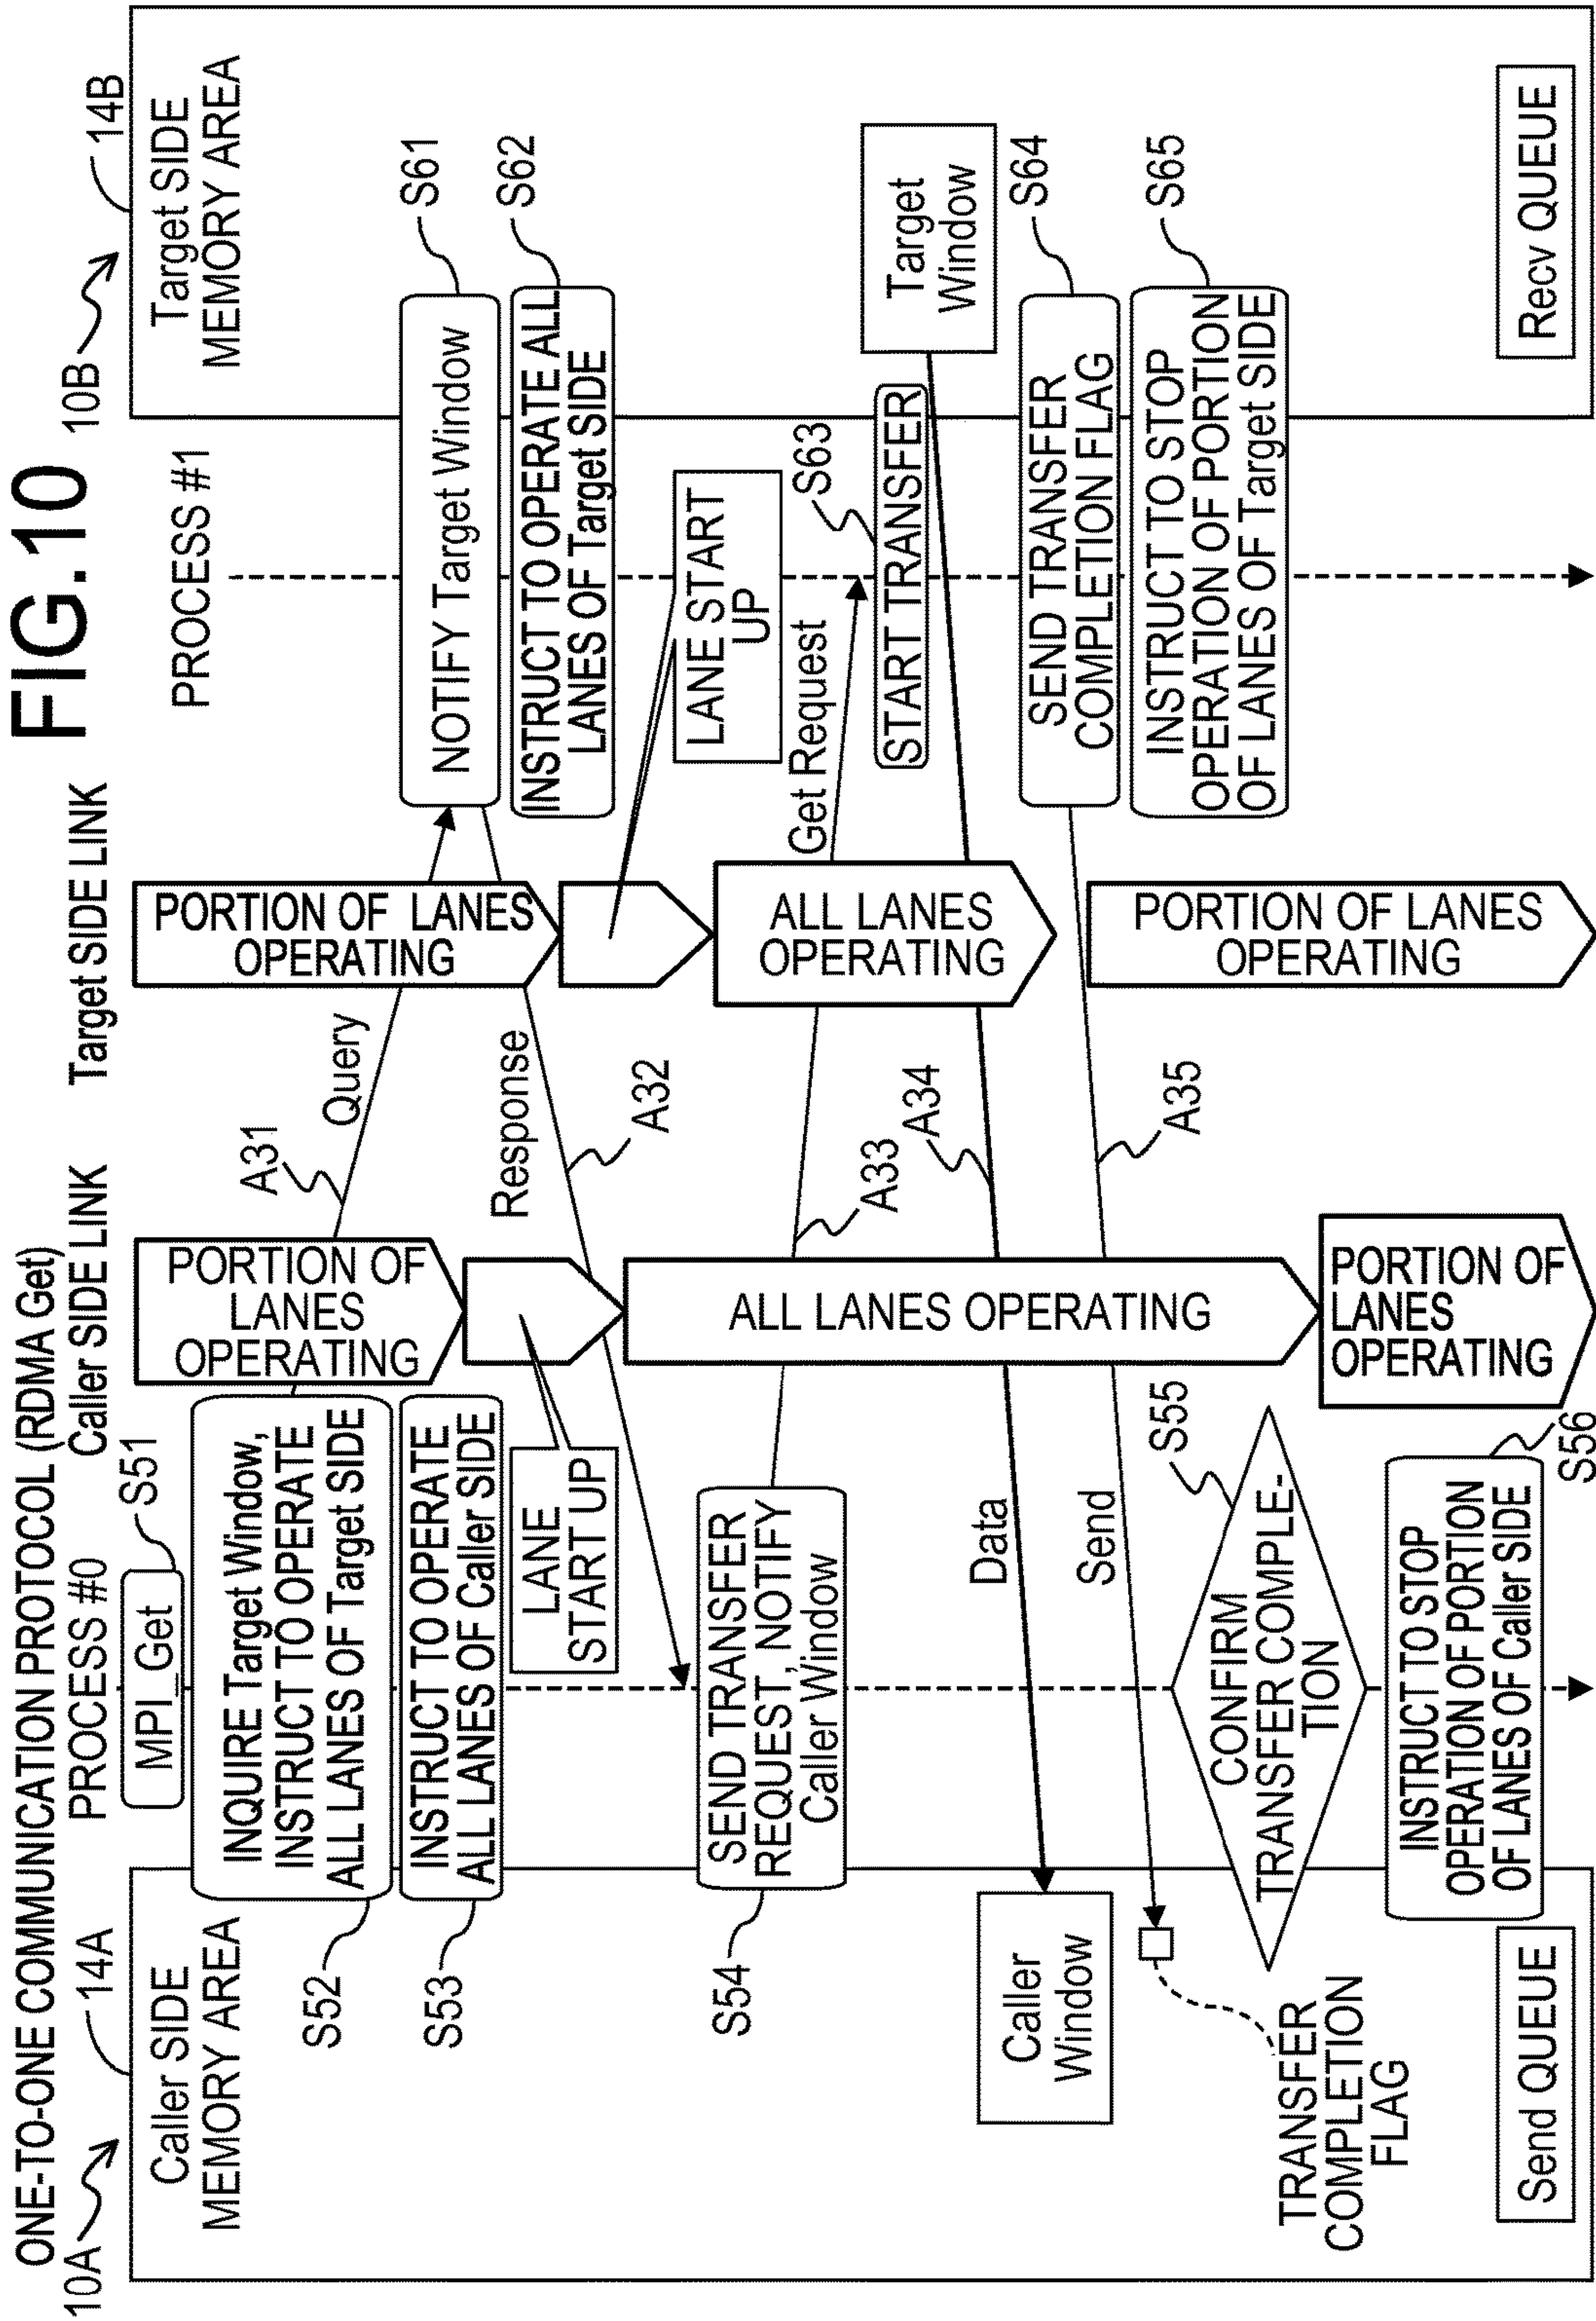 FIG.10
ONE-TO-ONE COMMUNICATION PROTOCOL (RDMA Get)
10A
14A
PROCESS #0
Caller SIDE LINK
Target SIDE LINK
PROCESS #1
10B
14B
Caller SIDE
MEMORY AREA
MPI_Get
S51
Target SIDE
MEMORY AREA
INQUIRE Target Window,
INSTRUCT TO OPERATE
ALL LANES OF Target SIDE
S52
PORTION OF
LANES
OPERATING
A31
Query
PORTION OF LANES
OPERATING
NOTIFY Target Window
S61
INSTRUCT TO OPERATE
ALL LANES OF Caller SIDE
S53
Response
A32
INSTRUCT TO OPERATE ALL
LANES OF Target SIDE
S62
LANE
START UP
LANE START
UP
SEND TRANSFER
REQUEST, NOTIFY
Caller Window
S54
ALL LANES OPERATING
A33
ALL LANES
OPERATING
Get Request
START TRANSFER
S63
Target
Window
Caller
Window
Data
A34
SEND TRANSFER
COMPLETION FLAG
S64
TRANSFER
COMPLETION
FLAG
Send
A35
INSTRUCT TO STOP
OPERATION OF PORTION
OF LANES OF Target SIDE
S65
CONFIRM
TRANSFER COMPLE-
TION
S55
PORTION OF LANES
OPERATING
INSTRUCT TO STOP
OPERATION OF PORTION
OF LANES OF Caller SIDE
S56
PORTION OF
LANES
OPERATING
Send QUEUE
Recv QUEUE